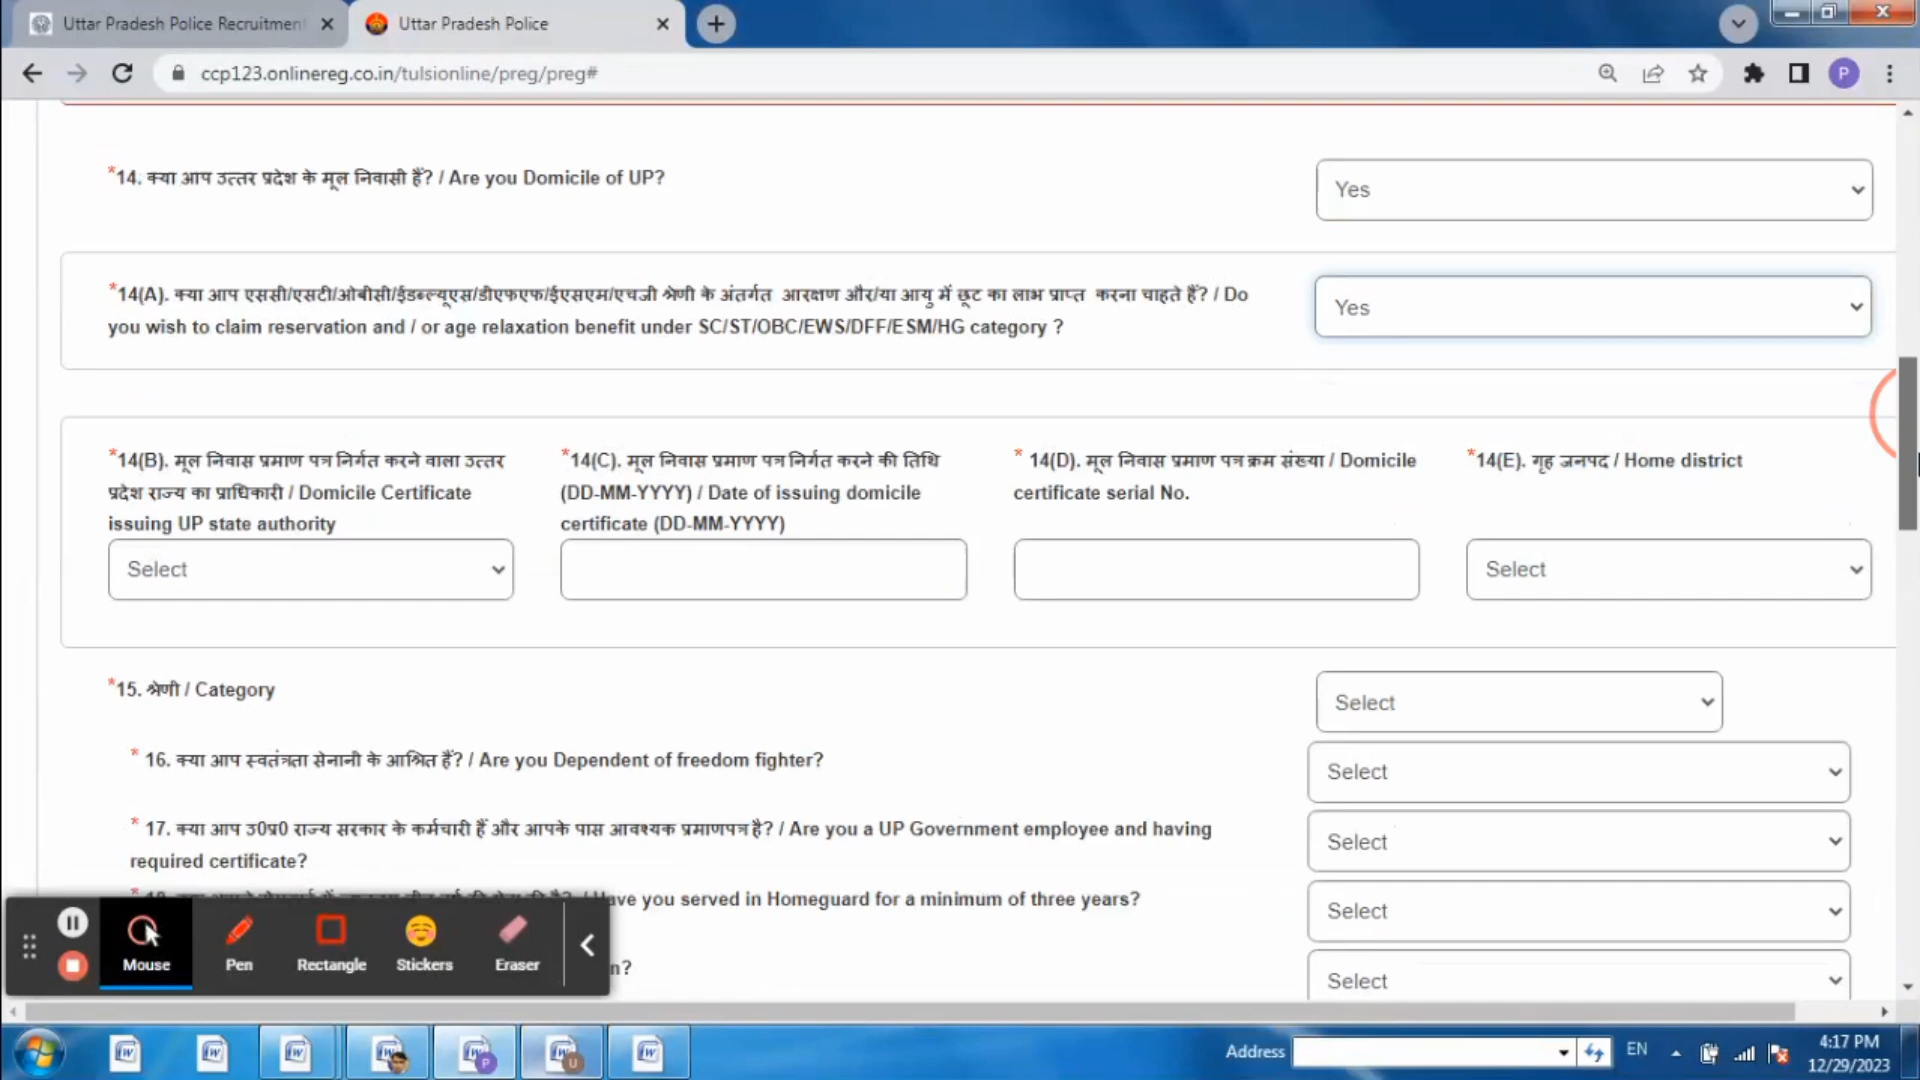 Uttar Pradesh Police Recruitmen
Uttar Pradesh Police
ccp123.onlinereg.co.in/tulsionline/preg/preg#
P
*14. क्या आप उत्तर प्रदेश के मूल निवासी हैं? / Are you Domicile of UP?
Yes
*14(A). क्या आप एससी/एसटी/ओबीसी/ईडब्ल्यूएस/डीएफएफ/ईएसएम/एचजी श्रेणी के अंतर्गत आरक्षण और/या आयु में छूट का लाभ प्राप्त करना चाहते हैं? / Do
you wish to claim reservation and / or age relaxation benefit under SC/ST/OBC/EWS/DFF/ESM/HG category ?
Yes
*14(B). मूल निवास प्रमाण पत्र निर्गत करने वाला उत्तर
प्रदेश राज्य का प्राधिकारी / Domicile Certificate
issuing UP state authority
Select
*14(C). मूल निवास प्रमाण पत्र निर्गत करने की तिथि
(DD-MM-YYYY) / Date of issuing domicile
certificate (DD-MM-YYYY)
* 14(D). मूल निवास प्रमाण पत्र क्रम संख्या / Domicile
certificate serial No.
*14(E). गृह जनपद / Home district
Select
*15. श्रेणी / Category
Select
* 16. क्या आप स्वतंत्रता सेनानी के आश्रित हैं? / Are you Dependent of freedom fighter?
Select
* 17. क्या आप उ0प्र0 राज्य सरकार के कर्मचारी हैं और आपके पास आवश्यक प्रमाणपत्र है? / Are you a UP Government employee and having
required certificate?
Select
Have you served in Homeguard for a minimum of three years?
Select
n?
Select
Mouse
Pen
Rectangle
Stickers
Eraser
Address
EN
4:17 PM
12/29/2023